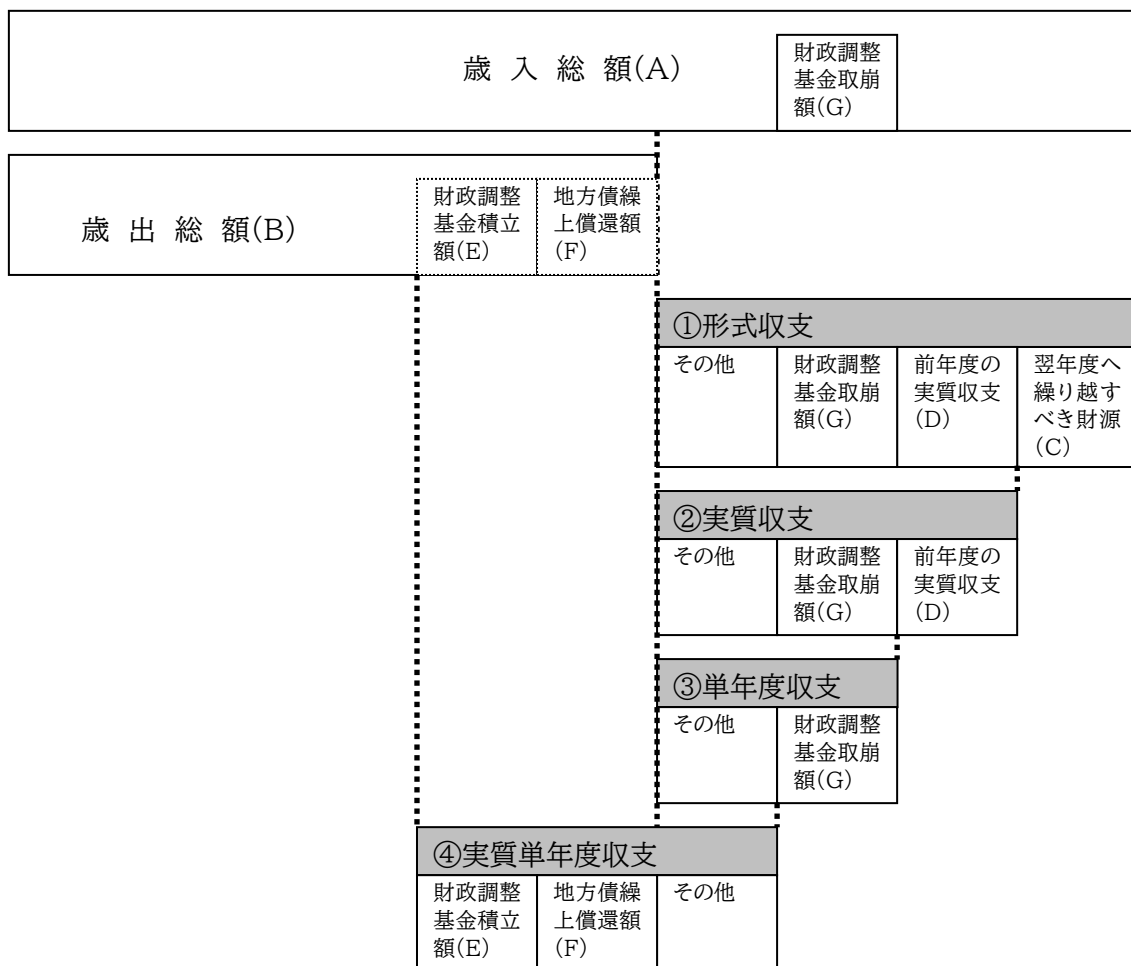 歳 入 総 額(A)
財政調整
基金取崩
額(G)
歳 出 総 額(B)
財政調整
基金積立
額(E)
地方債繰
上償還額
(F)
①形式収支
その他
財政調整
基金取崩
額(G)
前年度の
実質収支
(D)
翌年度へ
繰り越す
べき財源
(C)
②実質収支
その他
財政調整
基金取崩
額(G)
前年度の
実質収支
(D)
③単年度収支
その他
財政調整
基金取崩
額(G)
④実質単年度収支
財政調整
基金積立
額(E)
地方債繰
上償還額
(F)
その他